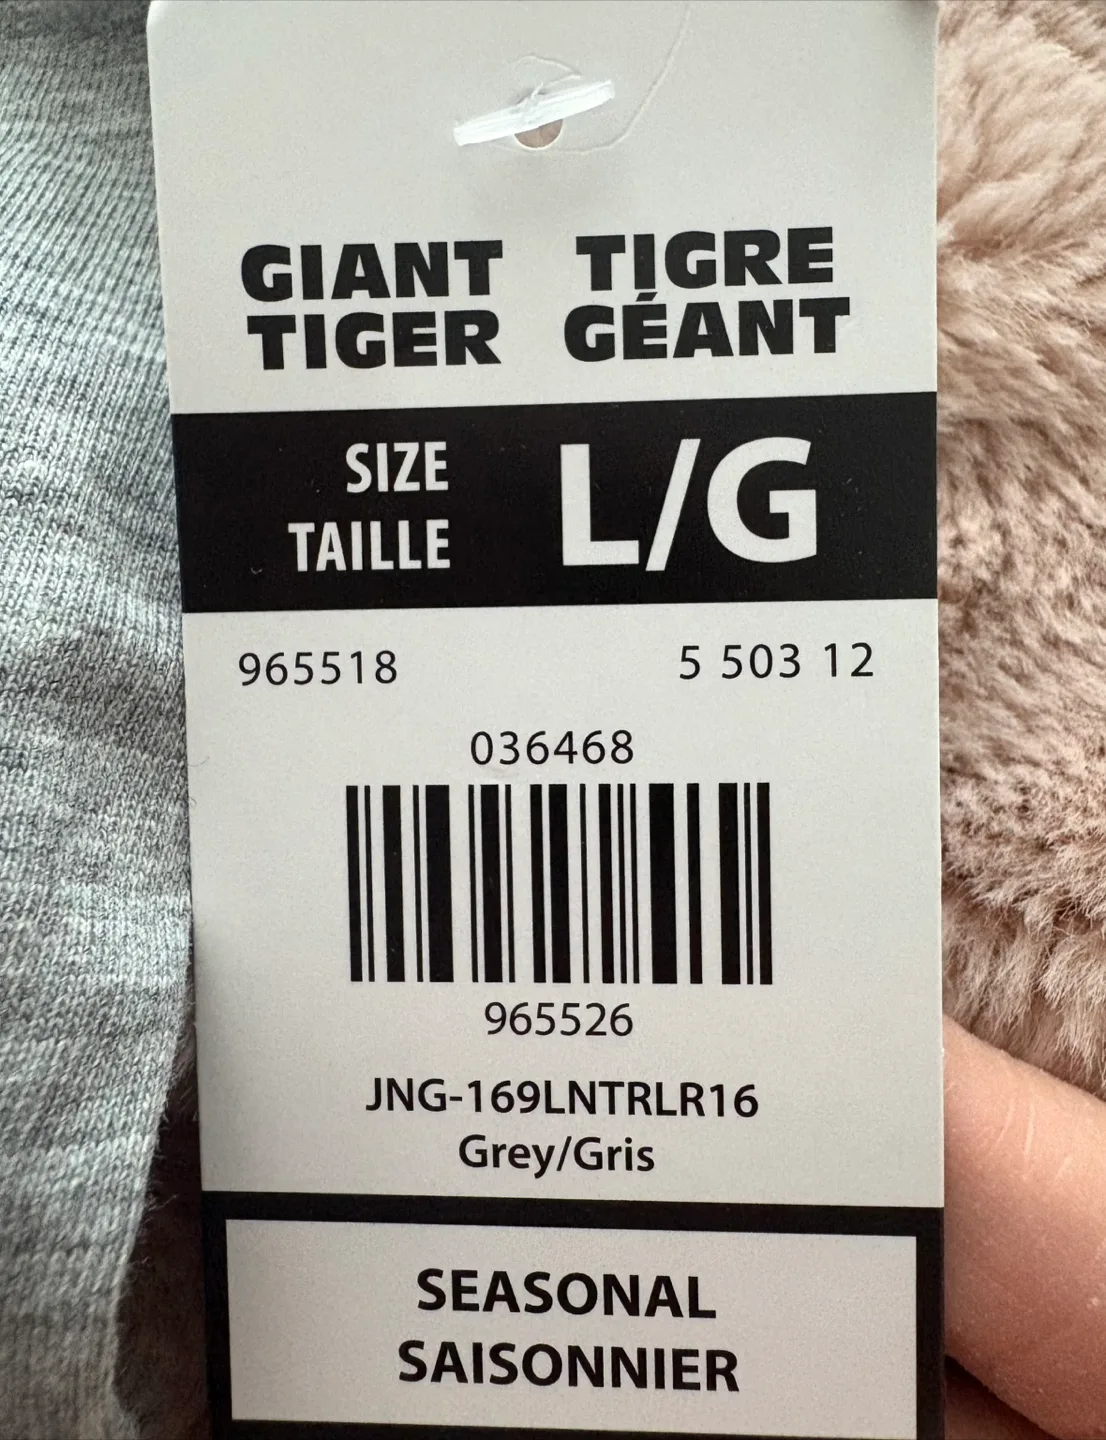 GIANT TIGER
TIGRE GÉANT
SIZE
TAILLE
L/G
965518
5 503 12
036468
965526
JNG-169LNTRLR16
Grey/Gris
SEASONAL
SAISONNIER